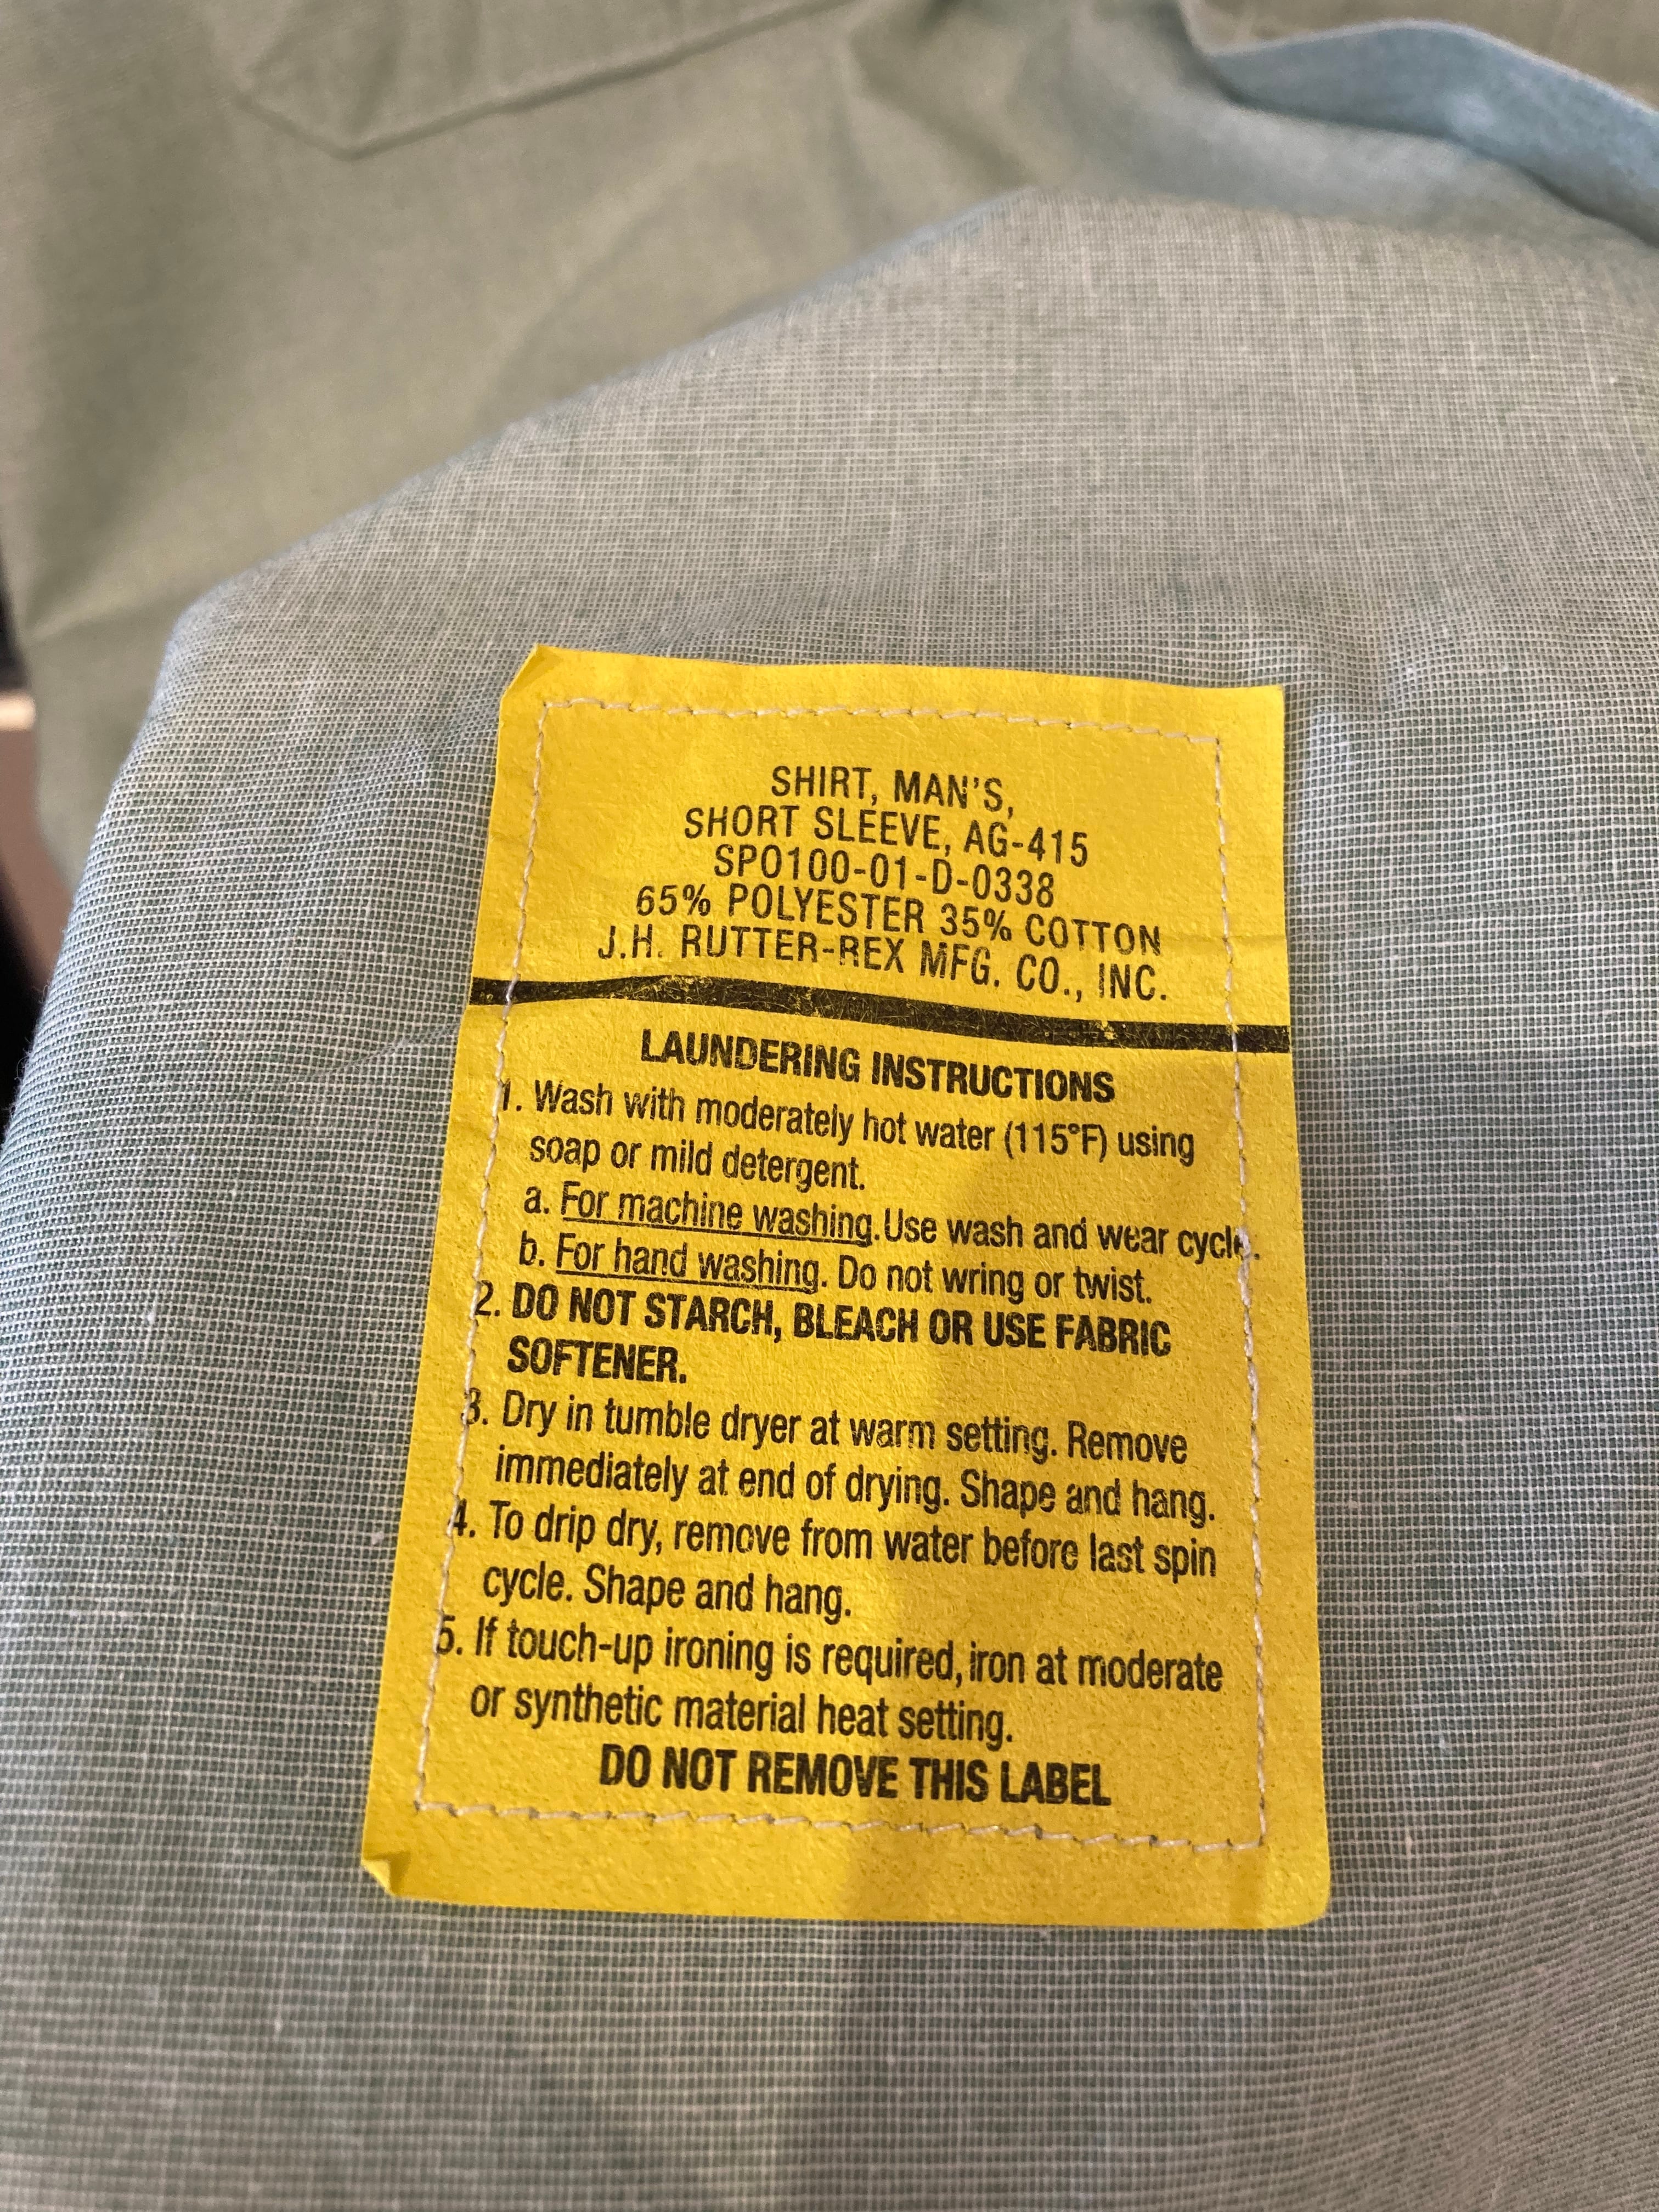 SHIRT, MAN'S,
SHORT SLEEVE, AG-415
SPO100-01-D-0338
65% POLYESTER 35% COTTON
J.H. RUTTER-REX MFG. CO., INC.
LAUNDERING INSTRUCTIONS
1. Wash with moderately hot water (115°F) using
soap or mild detergent.
a. For machine washing.Use wash and wear cycle.
b. For hand washing. Do not wring or twist.
2. DO NOT STARCH, BLEACH OR USE FABRIC
SOFTENER.
3. Dry in tumble dryer at warm setting. Remove
immediately at end of drying. Shape and hang.
4. To drip dry, remove from water before last spin
cycle. Shape and hang.
5. If touch-up ironing is required, iron at moderate
or synthetic material heat setting.
DO NOT REMOVE THIS LABEL